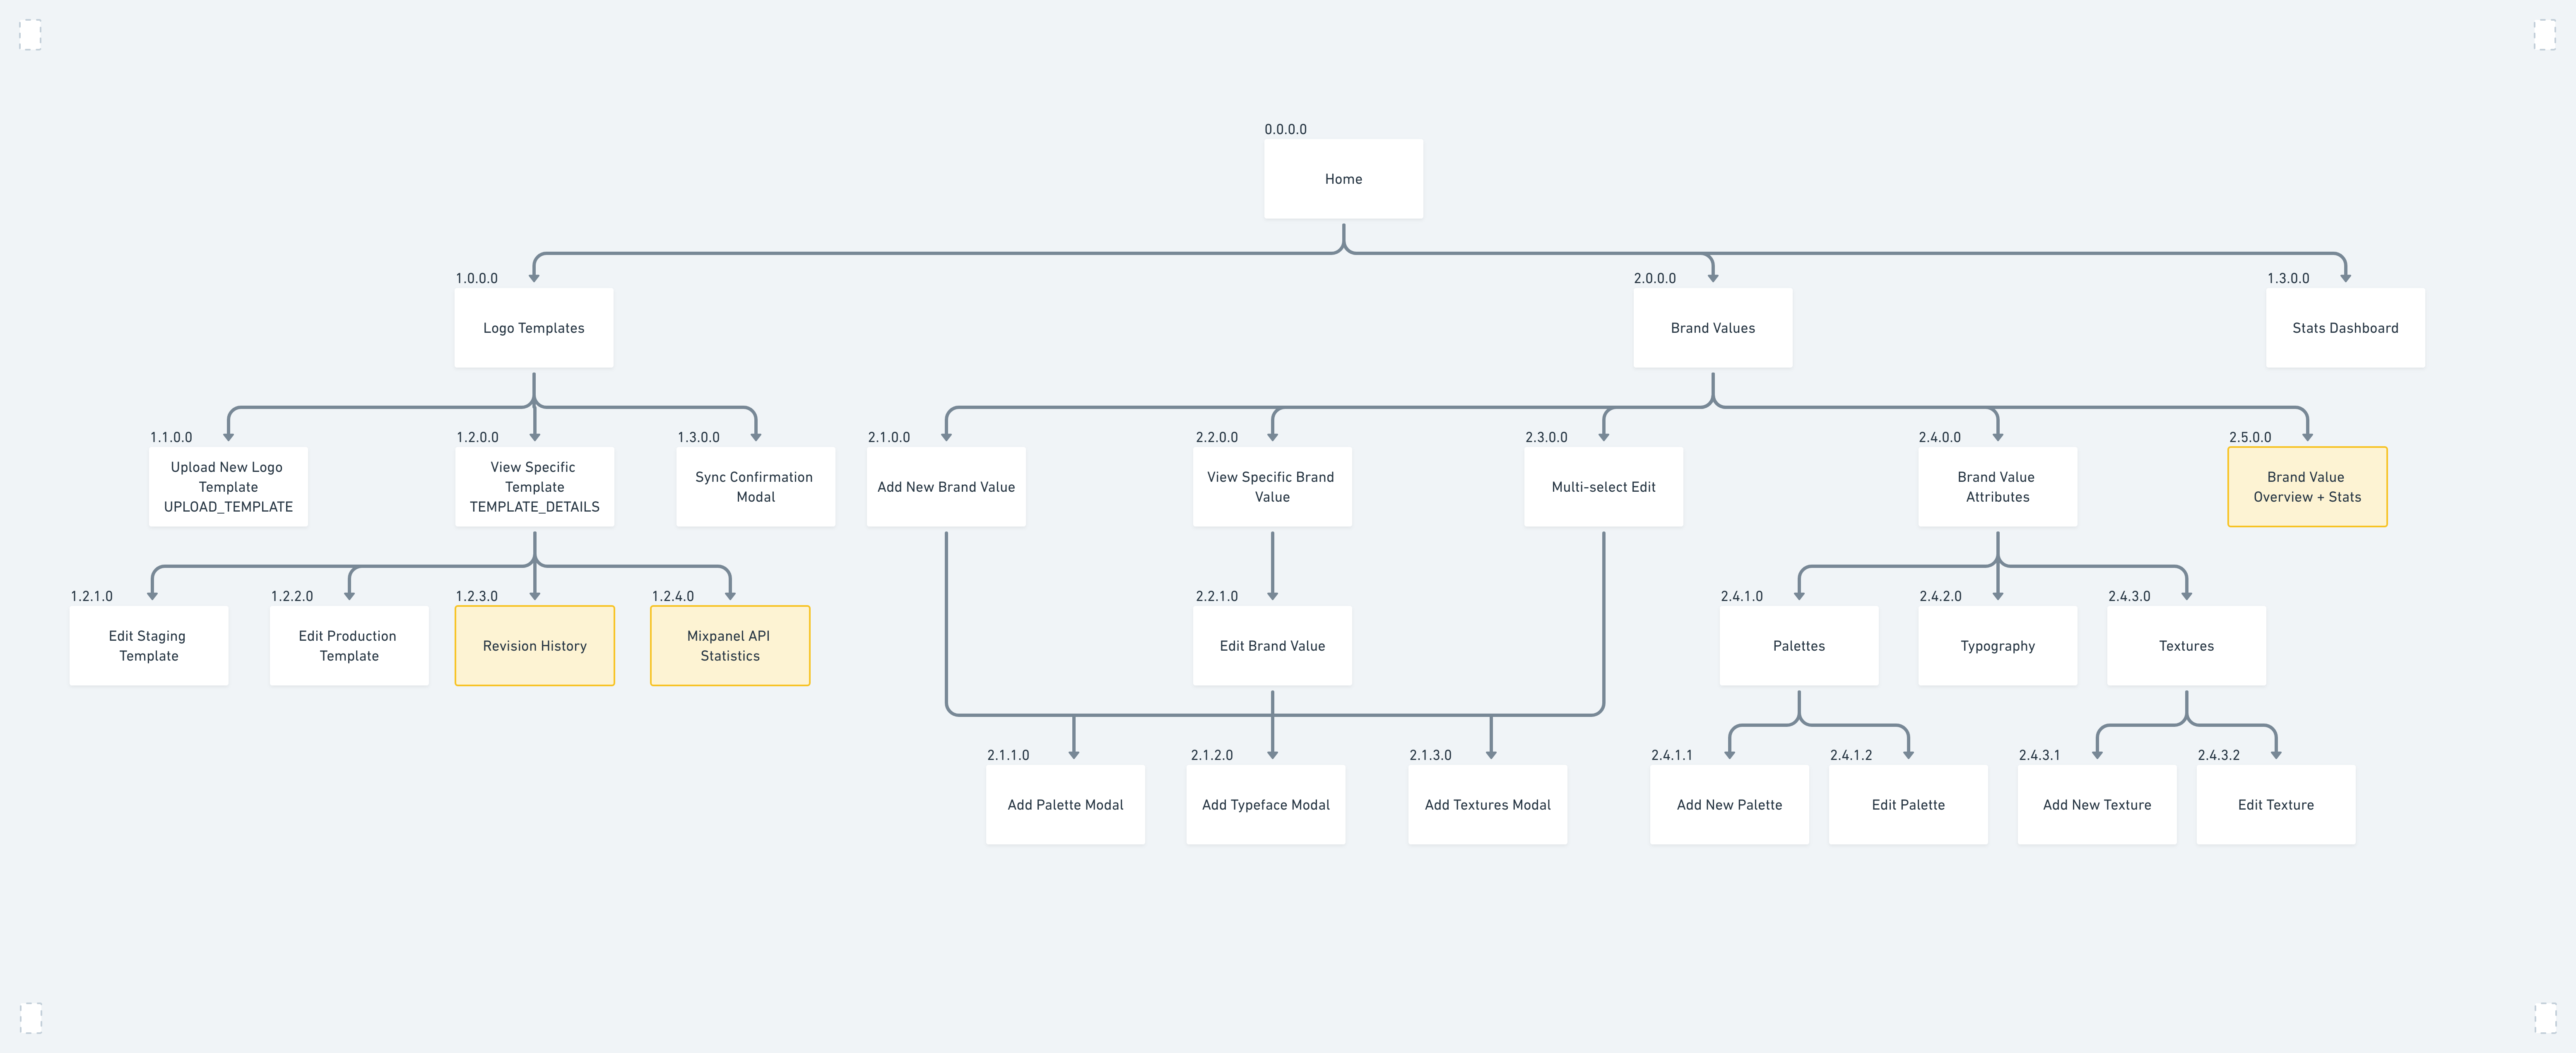 0.0.0.0
Home
1.0.0.0
Logo Templates
2.0.0.0
Brand Values
1.3.0.0
Stats Dashboard
1.1.0.0
Upload New Logo
Template
UPLOAD_TEMPLATE
1.2.0.0
View Specific
Template
TEMPLATE_DETAILS
1.3.0.0
Sync Confirmation
Modal
2.1.0.0
Add New Brand Value
2.2.0.0
View Specific Brand
Value
2.3.0.0
Multi-select Edit
2.4.0.0
Brand Value
Attributes
2.5.0.0
Brand Value
Overview + Stats
1.2.1.0
Edit Staging
Template
1.2.2.0
Edit Production
Template
1.2.3.0
Revision History
1.2.4.0
Mixpanel API
Statistics
2.2.1.0
Edit Brand Value
2.4.1.0
Palettes
2.4.2.0
Typography
2.4.3.0
Textures
2.1.1.0
Add Palette Modal
2.1.2.0
Add Typeface Modal
2.1.3.0
Add Textures Modal
2.4.1.1
Add New Palette
2.4.1.2
Edit Palette
2.4.3.1
Add New Texture
2.4.3.2
Edit Texture